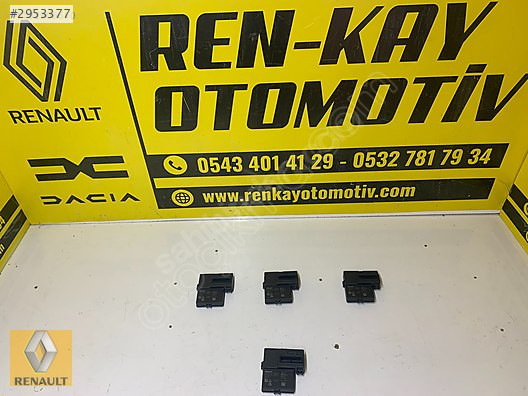 #2953377
REN-KAY
OTOMOTİV
RENAULT
DACIA
0543 401 41 29 - 0532 781 79 34
www.renkayotomotiv.com
RENAULT